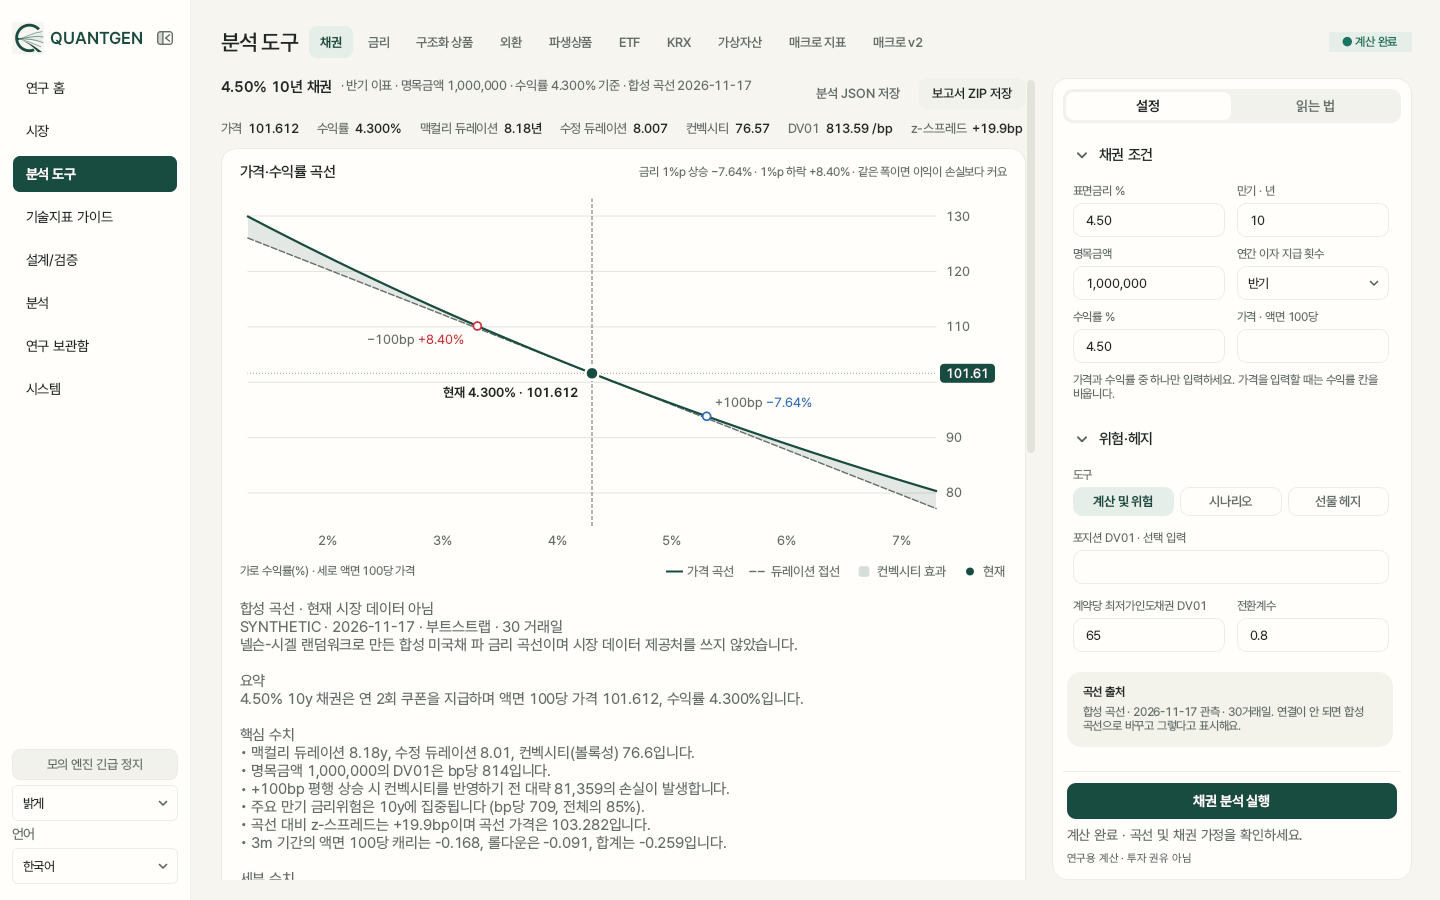 QUANTGEN
연구 홈
시장
분석 도구
기술지표 가이드
설계/검증
분석
연구 보관함
시스템
모의 엔진 긴급 정지
밝게
언어
한국어
분석 도구
채권
금리
구조화 상품
외환
파생상품
ETF
KRX
가상자산
매크로 지표
매크로 v2
계산 완료
4.50% 10년 채권 · 반기 이표 · 명목금액 1,000,000 · 수익률 4.300% 기준 · 합성 곡선 2026-11-17
분석 JSON 저장
보고서 ZIP 저장
가격 101.612 수익률 4.300% 맥컬리 듀레이션 8.18년 수정 듀레이션 8.007 컨벡시티 76.57 DV01 813.59 /bp z-스프레드 +19.9bp
가격·수익률 곡선
금리 1%p 상승 −7.64% · 1%p 하락 +8.40% · 같은 폭이면 이익이 손실보다 커요
130
120
110
101.61
90
80
−100bp +8.40%
현재 4.300% · 101.612
+100bp −7.64%
2% 3% 4% 5% 6% 7%
가로 수익률(%) · 세로 액면 100당 가격
가격 곡선
듀레이션 접선
컨벡시티 효과
현재
합성 곡선 · 현재 시장 데이터 아님
SYNTHETIC · 2026-11-17 · 부트스트랩 · 30 거래일
넬슨-시겔 랜덤워크로 만든 합성 미국채 파 금리 곡선이며 시장 데이터 제공처를 쓰지 않았습니다.
요약
4.50% 10y 채권은 연 2회 쿠폰을 지급하며 액면 100당 가격 101.612, 수익률 4.300%입니다.
핵심 수치
• 맥컬리 듀레이션 8.18y, 수정 듀레이션 8.01, 컨벡시티(볼록성) 76.6입니다.
• 명목금액 1,000,000의 DV01은 bp당 814입니다.
• +100bp 평행 상승 시 컨벡시티를 반영하기 전 대략 81,359의 손실이 발생합니다.
• 주요 만기 금리위험은 10y에 집중됩니다 (bp당 709, 전체의 85%).
• 곡선 대비 z-스프레드는 +19.9bp이며 곡선 가격은 103.282입니다.
• 3m 기간의 액면 100당 캐리는 -0.168, 롤다운은 -0.091, 합계는 -0.259입니다.
세부 수치
설정
읽는 법
채권 조건
표면금리 %
만기 · 년
4.50
10
명목금액
연간 이자 지급 횟수
1,000,000
반기
수익률 %
가격 · 액면 100당
4.50
가격과 수익률 중 하나만 입력하세요. 가격을 입력할 때는 수익률 칸을
비웁니다.
위험·헤지
도구
계산 및 위험
시나리오
선물 헤지
포지션 DV01 · 선택 입력
계약당 최저가인도채권 DV01
전환계수
65
0.8
곡선 출처
합성 곡선 · 2026-11-17 관측 · 30거래일. 연결이 안 되면 합성
곡선으로 바꾸고 그렇다고 표시해요.
채권 분석 실행
계산 완료 · 곡선 및 채권 가정을 확인하세요.
연구용 계산 · 투자 권유 아님